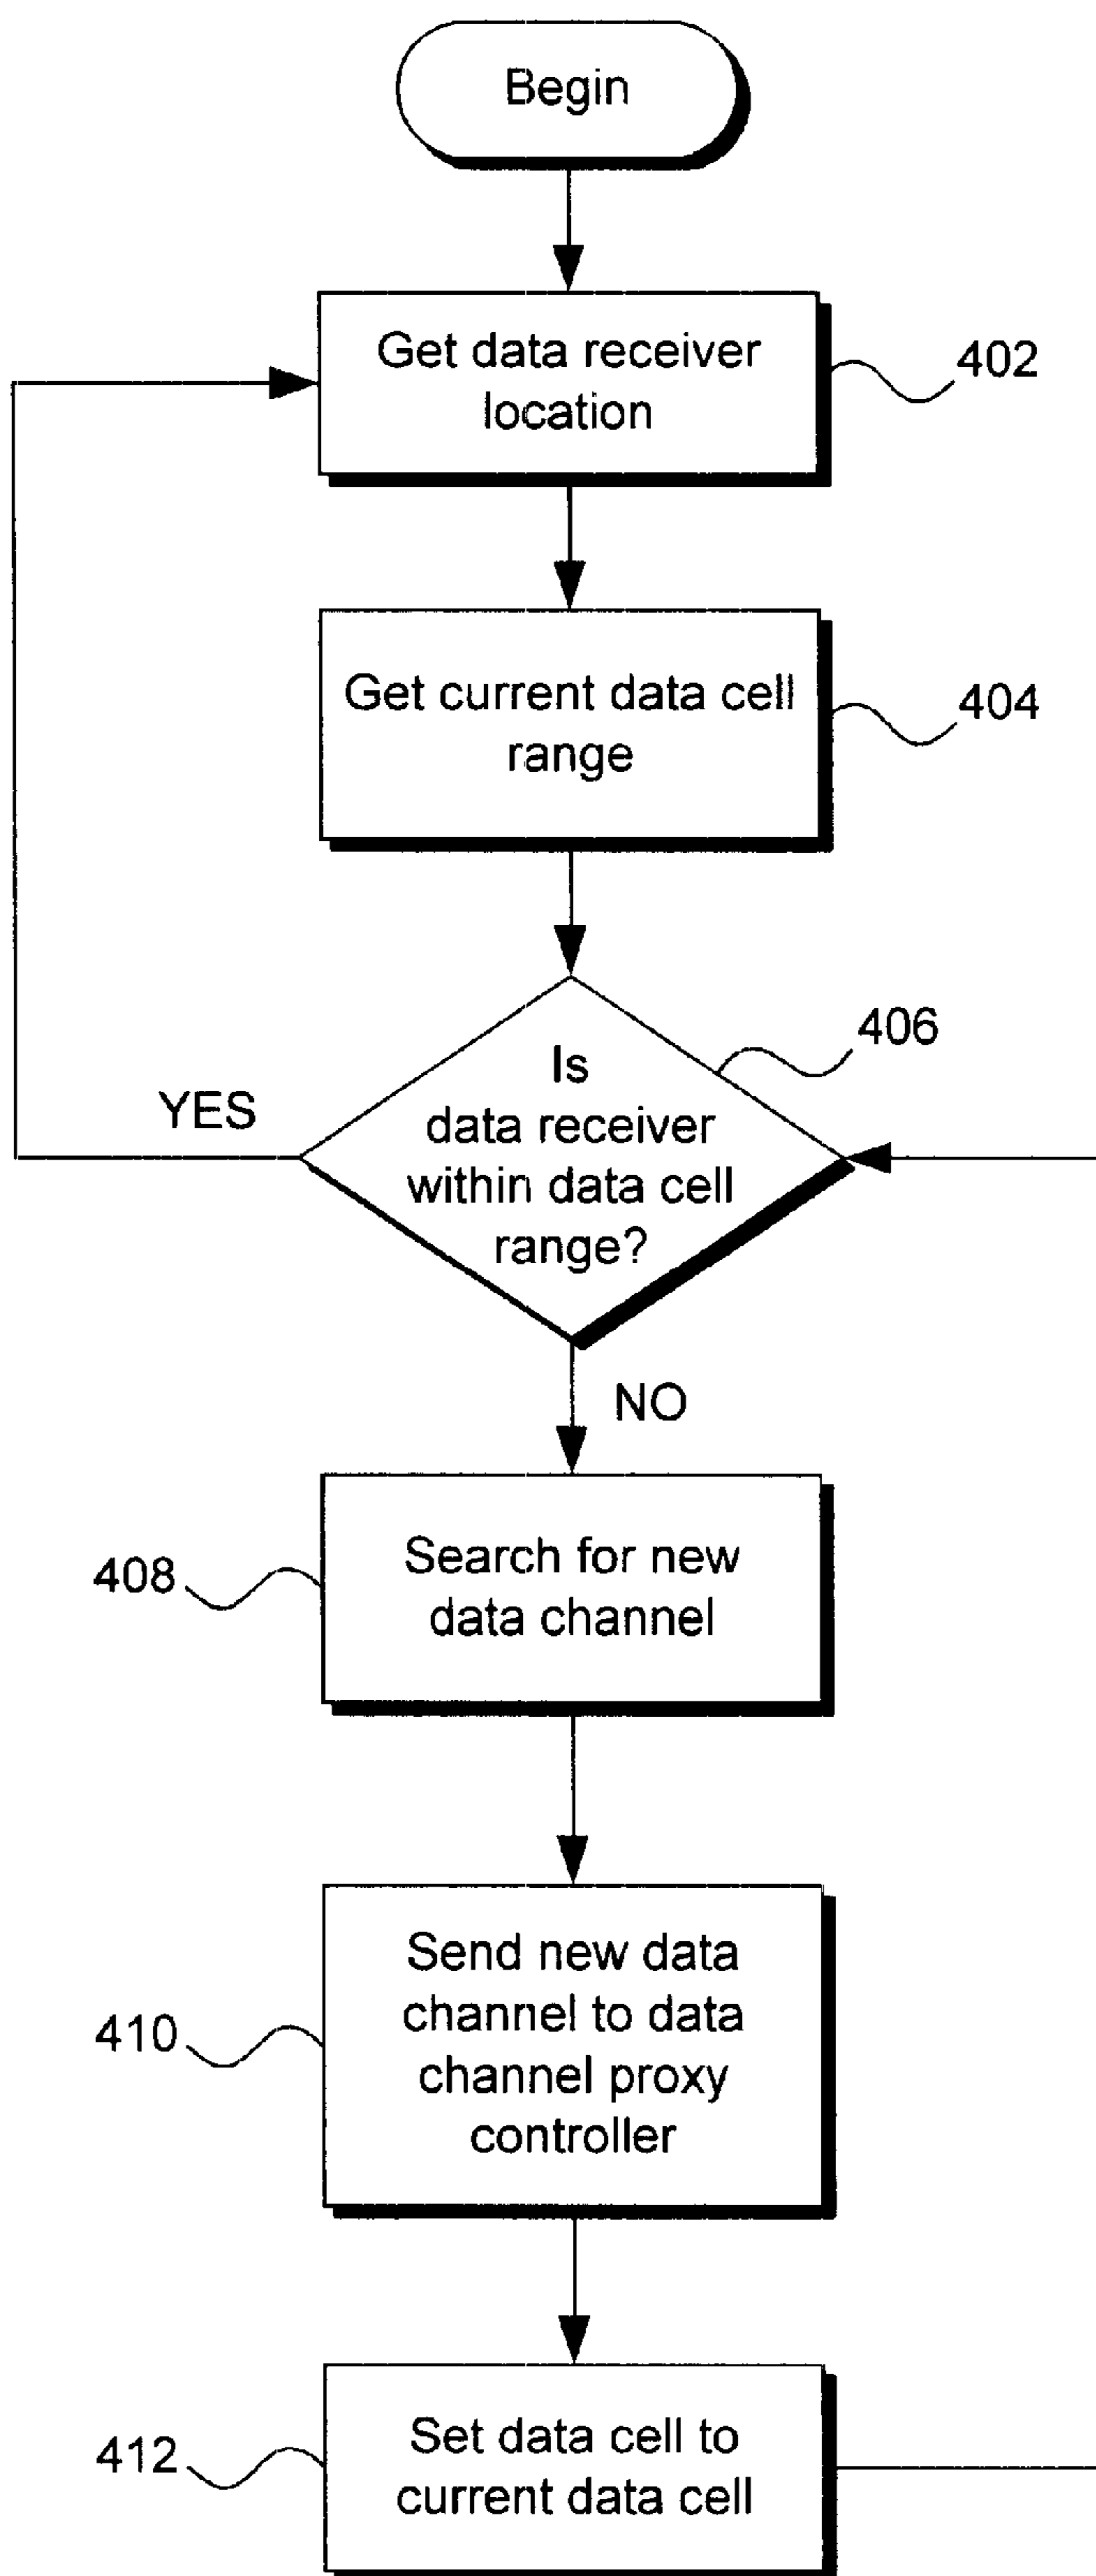 Begin
Get data receiver
location
402
Get current data cell
range
404
Is
data receiver
within data cell
range?
406
YES
NO
Search for new
data channel
408
Send new data
channel to data
channel proxy
controller
410
Set data cell to
current data cell
412